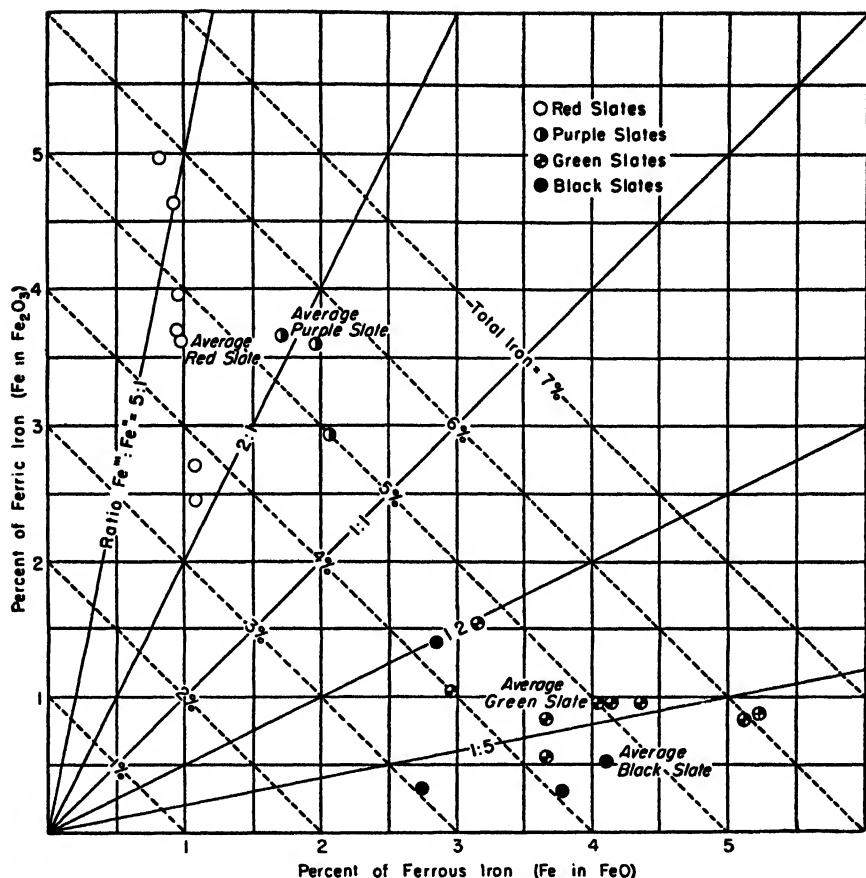 ○ Red Slates
◑ Purple Slates
Green Slates
● Black Slates
5
4
3
2
1
Percent of Ferric Iron (Fe in Fe₂O₃)
Average
Red Slate
Average
Purple Slate
Total Iron = 7%
6%
5%
4%
3%
2%
1%
Ratio Fe''' : Fe'' = 5:1
2:1
1:1
1:2
1:5
Average
Green Slate
Average
Black Slate
1
2
3
4
5
Percent of Ferrous Iron (Fe in FeO)